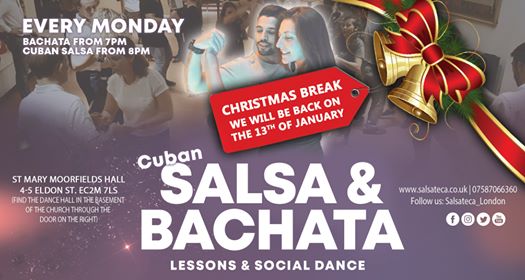 EVERY MONDAY
BACHATA FROM 7PM
CUBAN SALSA FROM 8PM
CHRISTMAS BREAK
WE WILL BE BACK ON
THE 13TH OF JANUARY
Cuban
SALSA &
BACHATA
LESSONS & SOCIAL DANCE
ST MARY MOORFIELDS HALL
4-5 ELDON ST. EC2M 7LS
(FIND THE DANCE HALL IN THE BASEMENT
OF THE CHURCH THROUGH THE
DOOR ON THE RIGHT)
www.salsateca.co.uk | 07587066360
Follow us: Salsateca_London